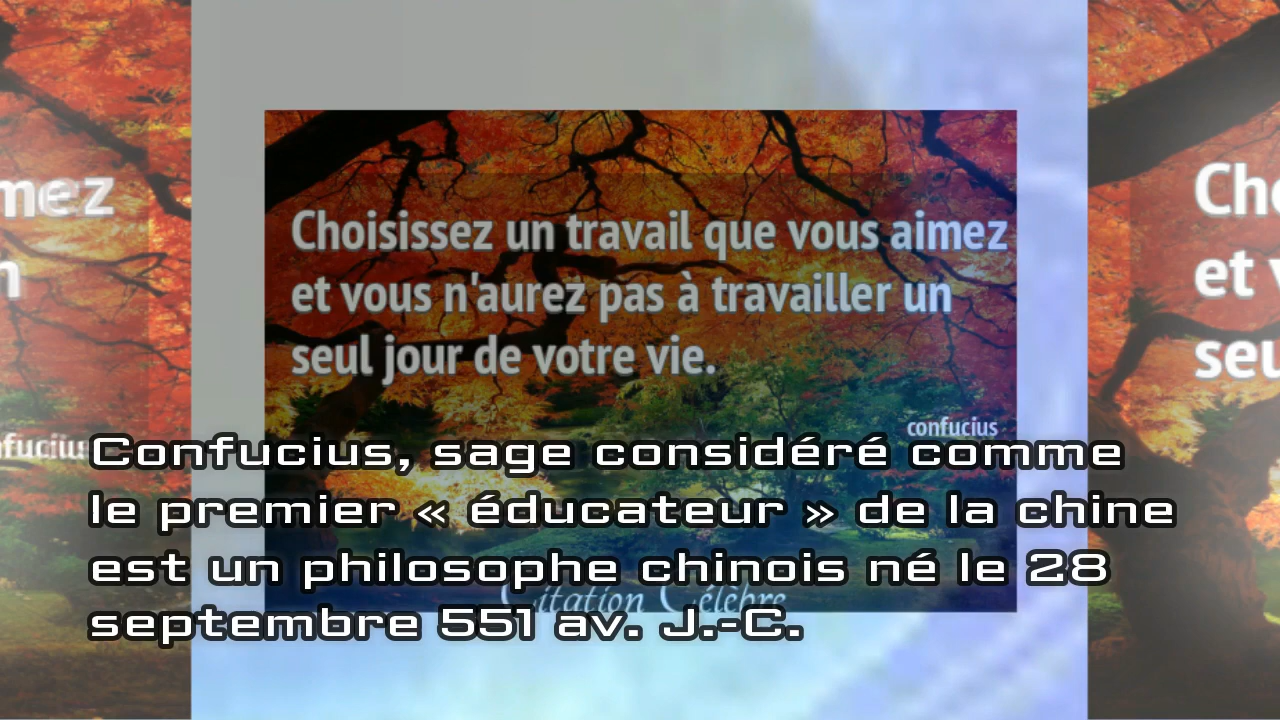 Choisissez un travail que vous aimez
et vous n'aurez pas à travailler un
seul jour de votre vie.
confucius
Confucius, sage considéré comme
le premier « éducateur » de la chine
est un philosophe chinois né le 28
septembre 551 av. J.-C.
Citation Célèbre